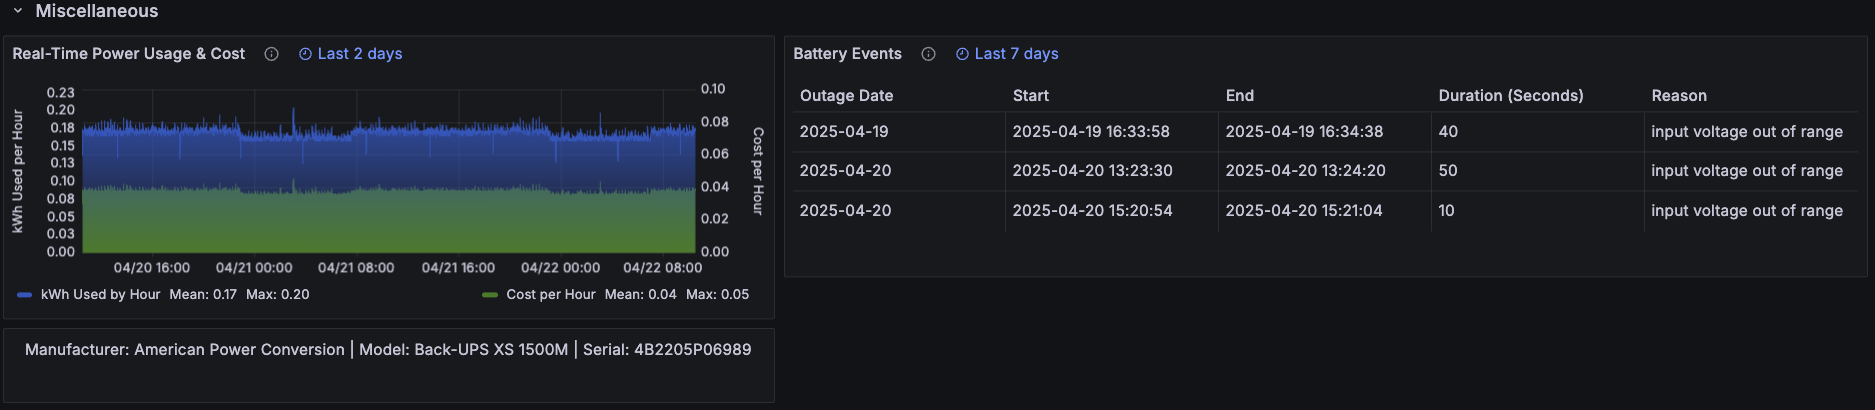 Miscellaneous
Real-Time Power Usage & Cost Last 2 days
kWh Used per Hour
0.23
0.20
0.18
0.15
0.13
0.10
0.08
0.05
0.03
0.00
0.10
0.08
0.06
0.04
0.02
0.00
Cost per Hour
04/20 16:00 04/21 00:00 04/21 08:00 04/21 16:00 04/22 00:00 04/22 08:00
kWh Used by Hour Mean: 0.17 Max: 0.20 Cost per Hour Mean: 0.04 Max: 0.05
Manufacturer: American Power Conversion | Model: Back-UPS XS 1500M | Serial: 4B2205P06989
Battery Events Last 7 days
Outage Date Start End Duration (Seconds) Reason
2025-04-19 2025-04-19 16:33:58 2025-04-19 16:34:38 40 input voltage out of range
2025-04-20 2025-04-20 13:23:30 2025-04-20 13:24:20 50 input voltage out of range
2025-04-20 2025-04-20 15:20:54 2025-04-20 15:21:04 10 input voltage out of range